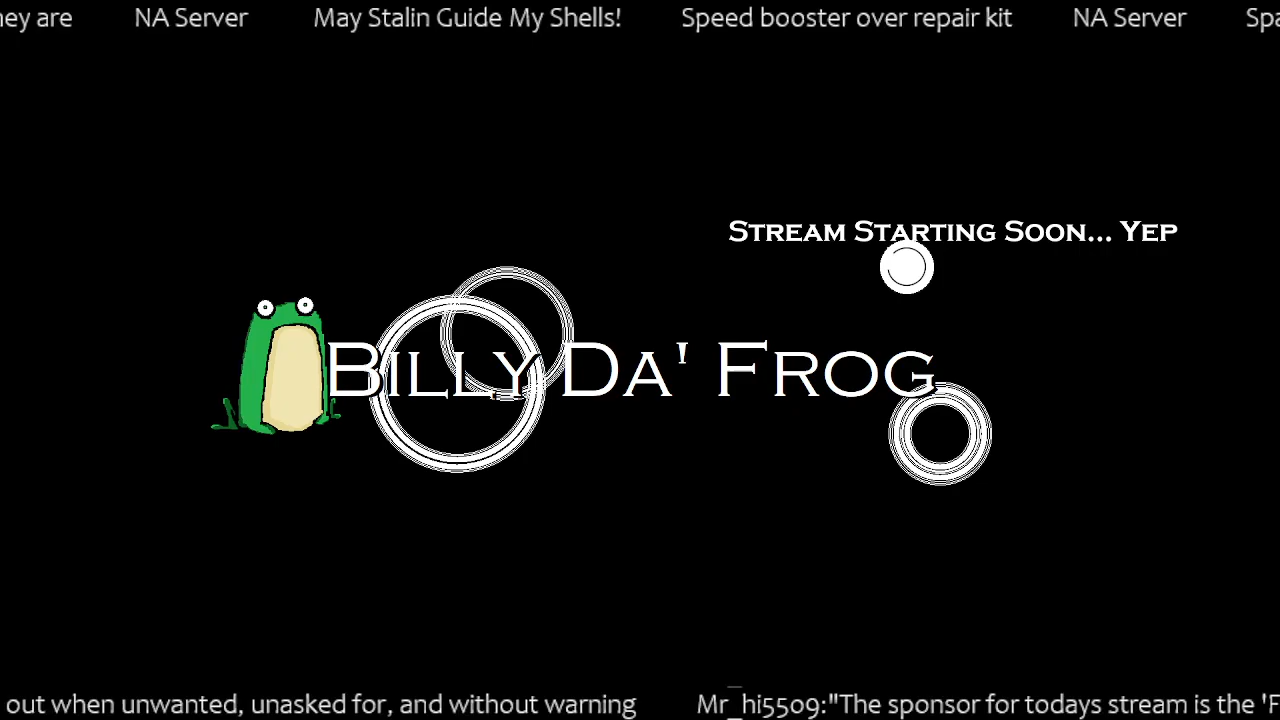 hey are NA Server May Stalin Guide My Shells! Speed booster over repair kit NA Server Spa
Stream Starting Soon... Yep
Billy Da' Frog
out when unwanted, unasked for, and without warning Mr_hi5509:"The sponsor for todays stream is the 'F